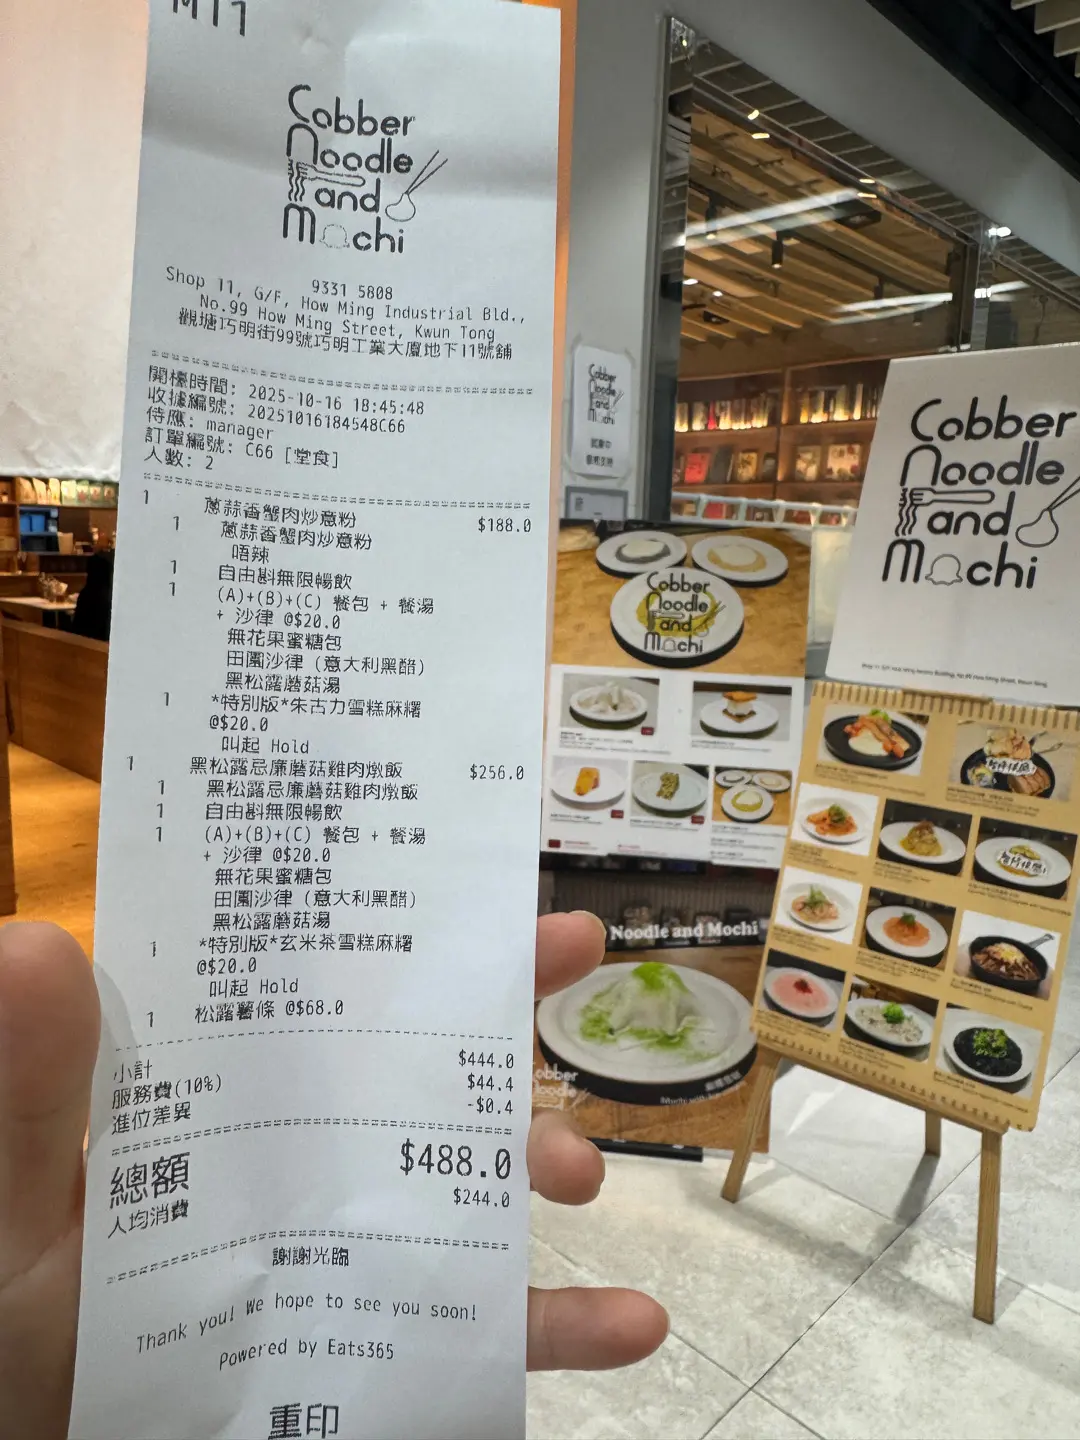 M11
Cobber
Noodle
and
Mochi
9331 5808
Shop 11, G/F, How Ming Industrial Bld.,
No.99 How Ming Street, Kwun Tong
觀塘巧明街99號巧明工業大廈地下11號舖
開檯時間: 2025-10-16 18:45:48
收據編號: 20251016184548C66
侍應: manager
訂單編號: C66 [堂食]
人數: 2
1 蔥蒜香蟹肉炒意粉 $188.0
1 蔥蒜香蟹肉炒意粉
唔辣
1 自由斟無限暢飲
1 (A)+(B)+(C) 餐包 + 餐湯
+ 沙律 @$20.0
無花果蜜糖包
田園沙律 (意大利黑醋)
黑松露蘑菇湯
1 *特別版*朱古力雪糕麻糬
@$20.0
叫起 Hold
1 黑松露忌廉蘑菇雞肉燉飯 $256.0
1 黑松露忌廉蘑菇雞肉燉飯
1 自由斟無限暢飲
1 (A)+(B)+(C) 餐包 + 餐湯
+ 沙律 @$20.0
無花果蜜糖包
田園沙律 (意大利黑醋)
黑松露蘑菇湯
1 *特別版*玄米茶雪糕麻糬
@$20.0
叫起 Hold
1 松露薯條 @$68.0
小計 $444.0
服務費(10%) $44.4
進位差異 -$0.4
總額 $488.0
人均消費 $244.0
謝謝光臨
Thank you! We hope to see you soon!
Powered by Eats365
重印
Cobber
Noodle
and
Mochi
Cobber
Noodle
and
Mochi
Noodle and Mochi
Cobber
Noodle
and
Mochi